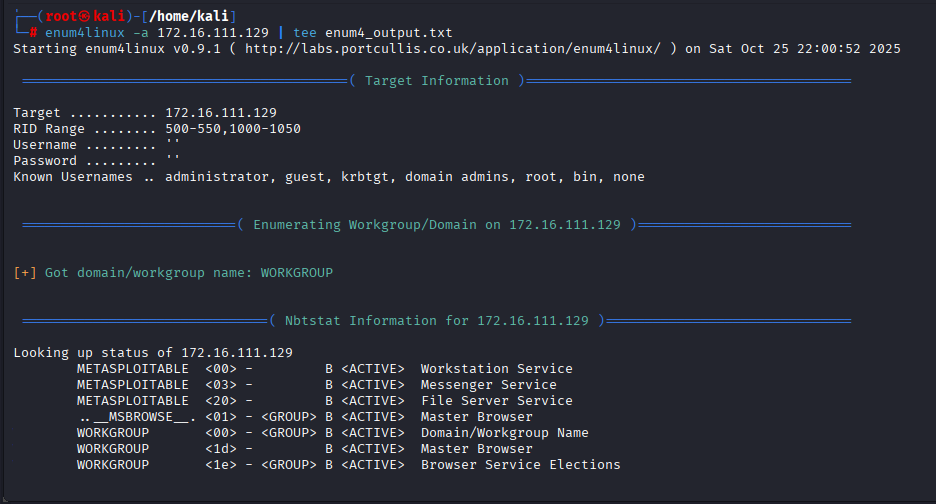 ┌──(root㉿kali)-[/home/kali]
└─# enum4linux -a 172.16.111.129 | tee enum4_output.txt
Starting enum4linux v0.9.1 ( http://labs.portcullis.co.uk/application/enum4linux/ ) on Sat Oct 25 22:00:52 2025
=========================================( Target Information )=========================================
Target ........... 172.16.111.129
RID Range ........ 500-550,1000-1050
Username ......... ''
Password ......... ''
Known Usernames .. administrator, guest, krbtgt, domain admins, root, bin, none
===========================( Enumerating Workgroup/Domain on 172.16.111.129 )===========================
[+] Got domain/workgroup name: WORKGROUP
===============================( Nbtstat Information for 172.16.111.129 )===============================
Looking up status of 172.16.111.129
METASPLOITABLE  <00> -         B <ACTIVE>  Workstation Service
METASPLOITABLE  <03> -         B <ACTIVE>  Messenger Service
METASPLOITABLE  <20> -         B <ACTIVE>  File Server Service
..__MSBROWSE__. <01> - <GROUP> B <ACTIVE>  Master Browser
WORKGROUP       <00> - <GROUP> B <ACTIVE>  Domain/Workgroup Name
WORKGROUP       <1d> -         B <ACTIVE>  Master Browser
WORKGROUP       <1e> - <GROUP> B <ACTIVE>  Browser Service Elections